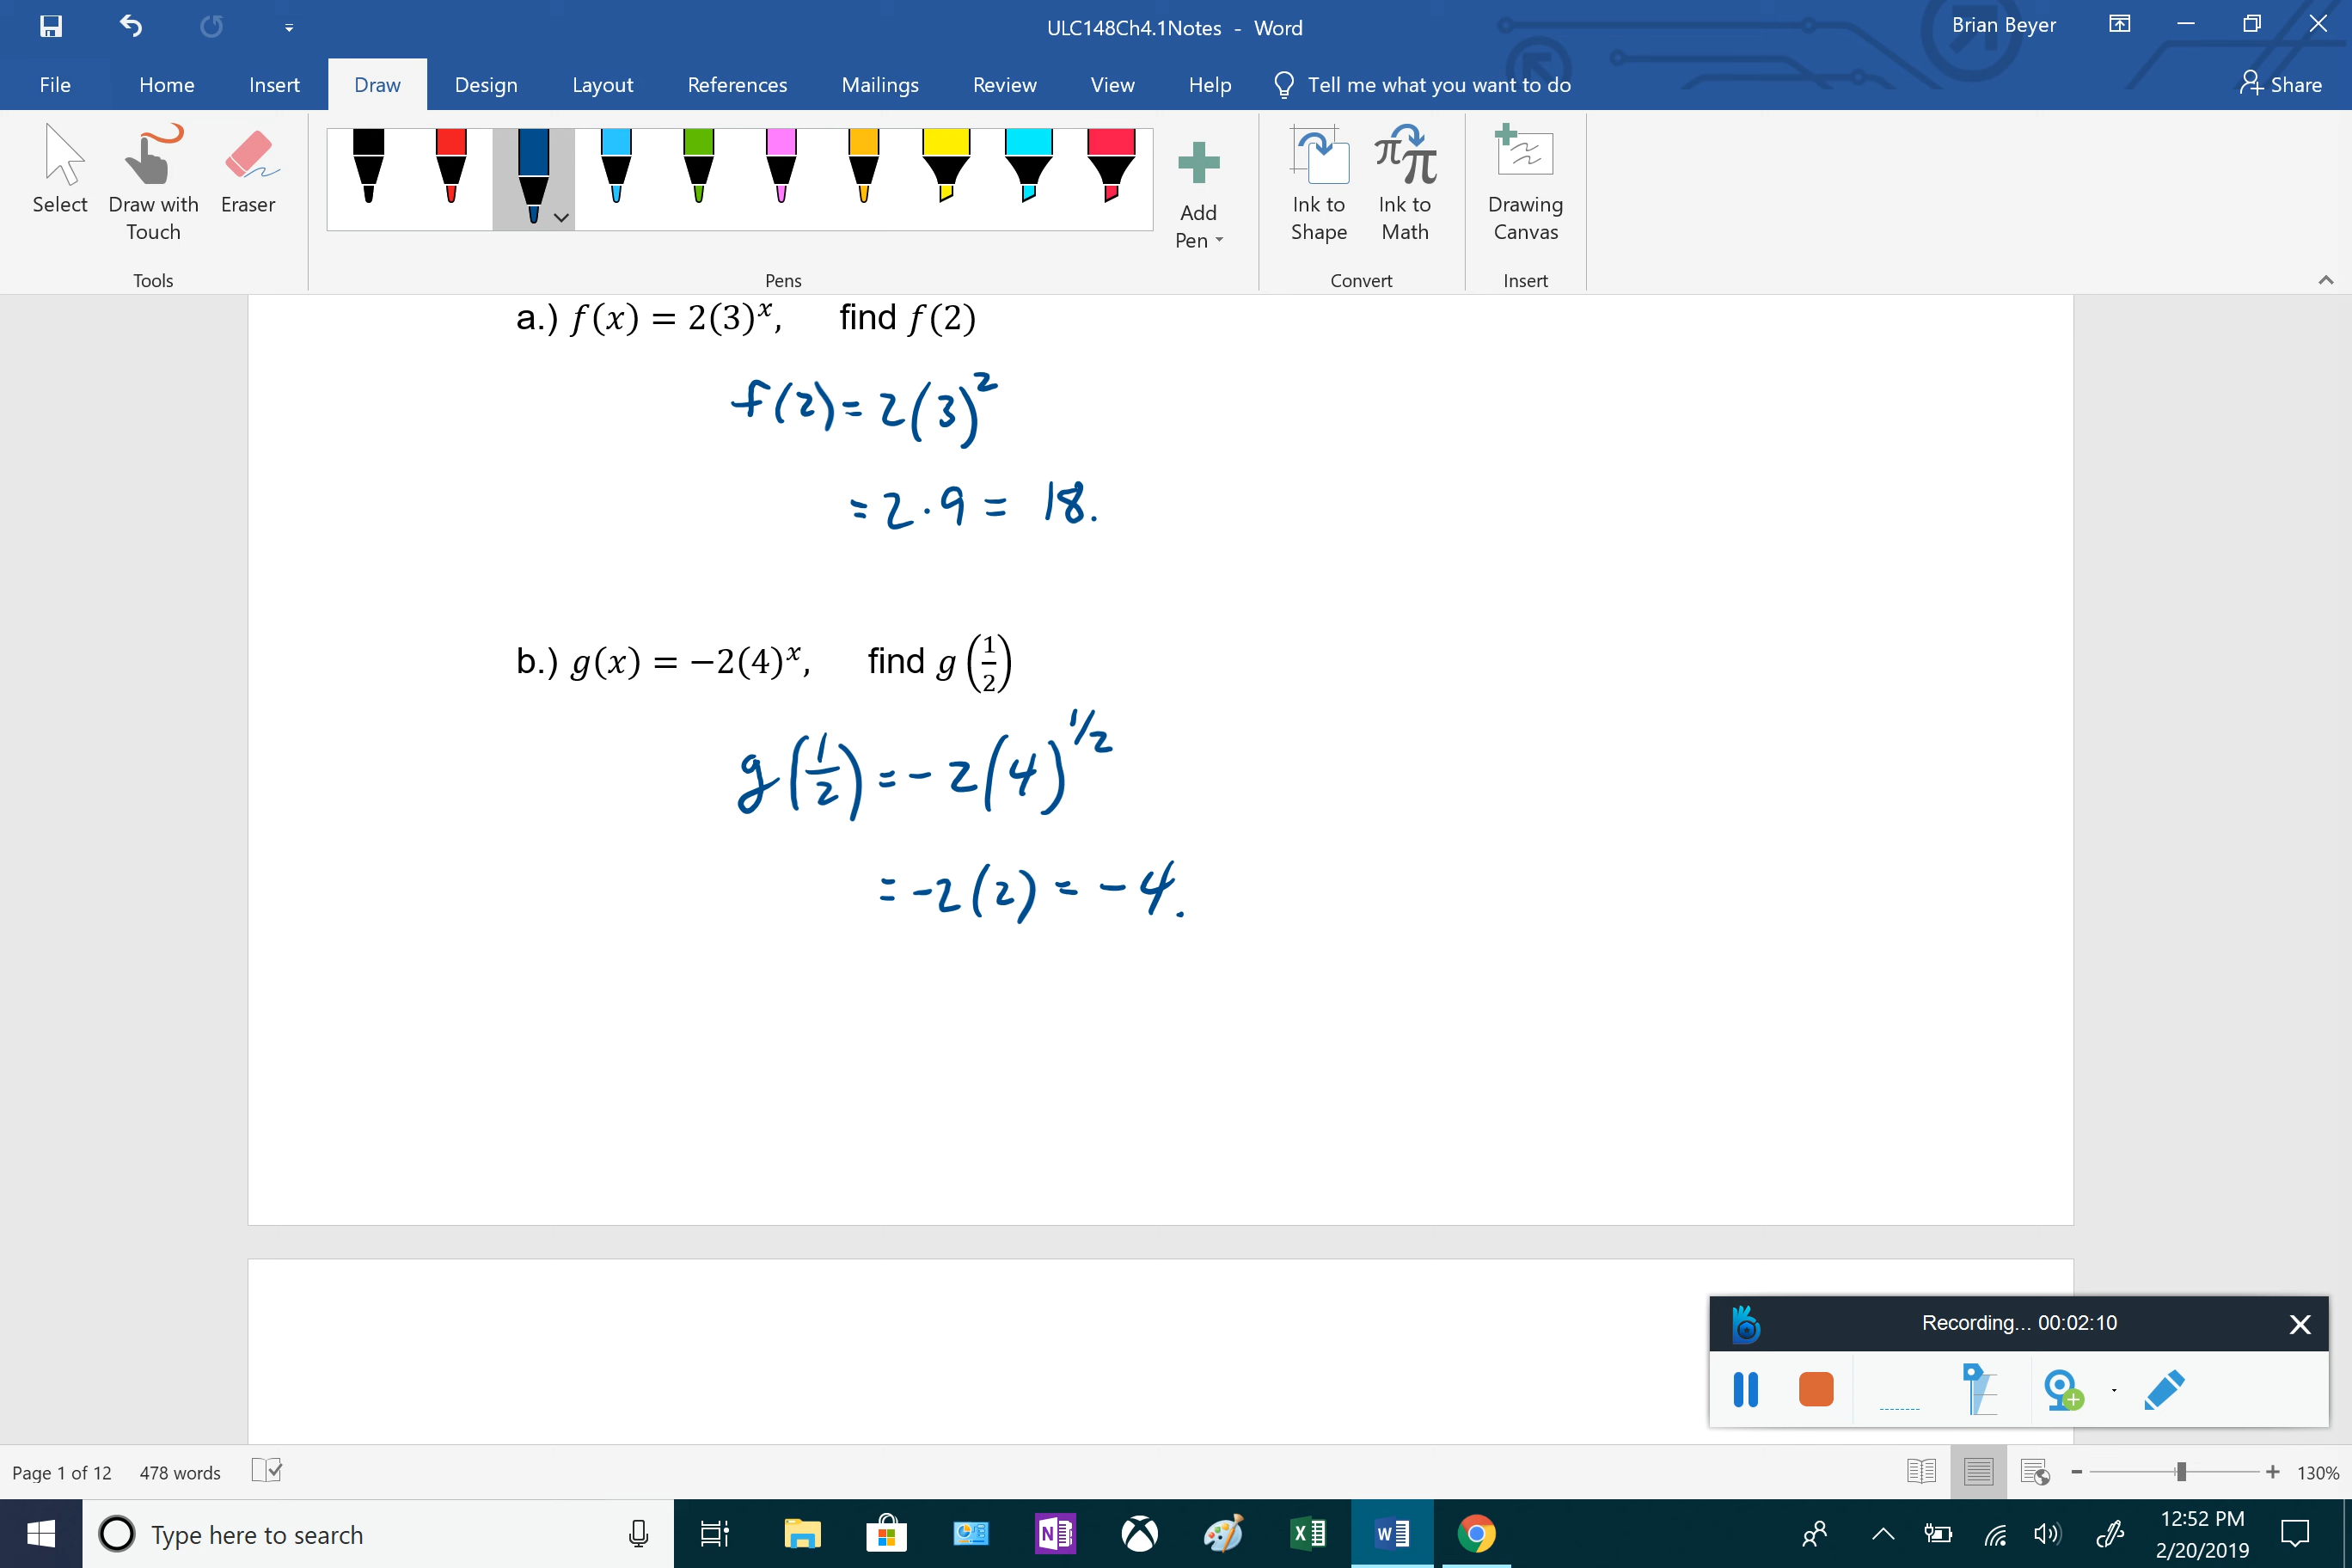 ULC148Ch4.1Notes - Word
Brian Beyer
File Home Insert Draw Design Layout References Mailings Review View Help Tell me what you want to do Share
Select Draw with Touch Eraser Add Pen Ink to Shape Ink to Math Drawing Canvas
Tools Pens Convert Insert
a.) f(x) = 2(3)^x, find f(2)
f(2) = 2(3)^2
= 2 · 9 = 18.
b.) g(x) = −2(4)^x, find g(1/2)
g(1/2) = - 2(4)^1/2
= -2(2) = -4.
Recording... 00:02:10
Page 1 of 12 478 words 130%
Type here to search
12:52 PM
2/20/2019